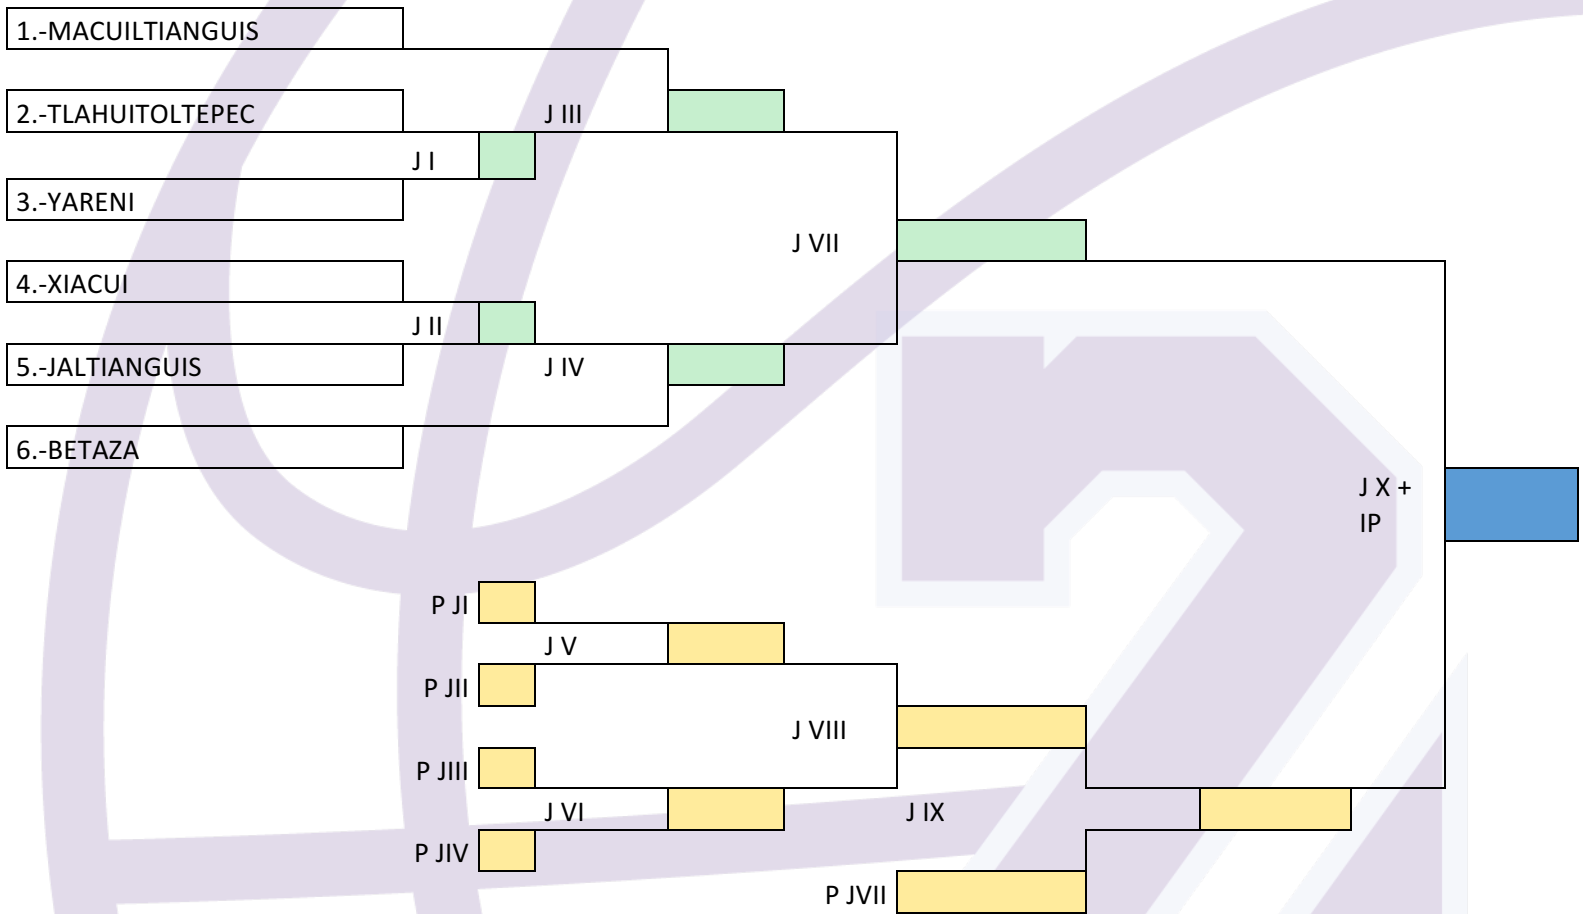 1.-MACUILTIANGUIS
2.-TLAHUITOLTEPEC
J III
J I
3.-YARENI
J VII
4.-XIACUI
J II
5.-JALTIANGUIS
J IV
6.-BETAZA
J X +
IP
P JI
J V
P JII
J VIII
P JIII
J VI
J IX
P JIV
P JVII